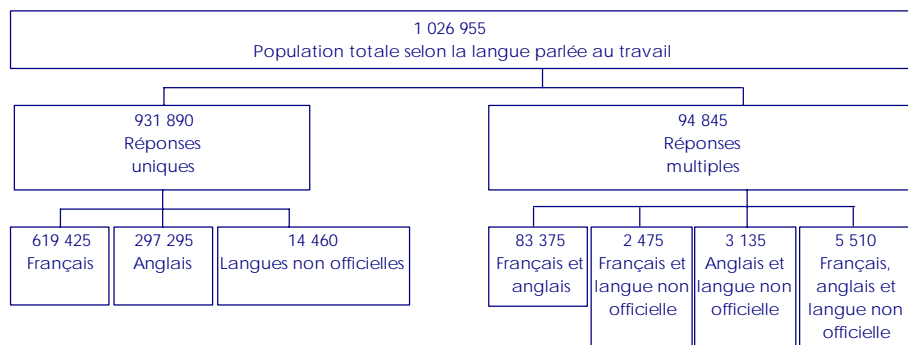 1 026 955
Population totale selon la langue parlée au travail
931 890
Réponses
uniques
94 845
Réponses
multiples
619 425
Français
297 295
Anglais
14 460
Langues non officielles
83 375
Français et
anglais
2 475
Français et
langue non
officielle
3 135
Anglais et
langue non
officielle
5 510
Français,
anglais et
langue non
officielle